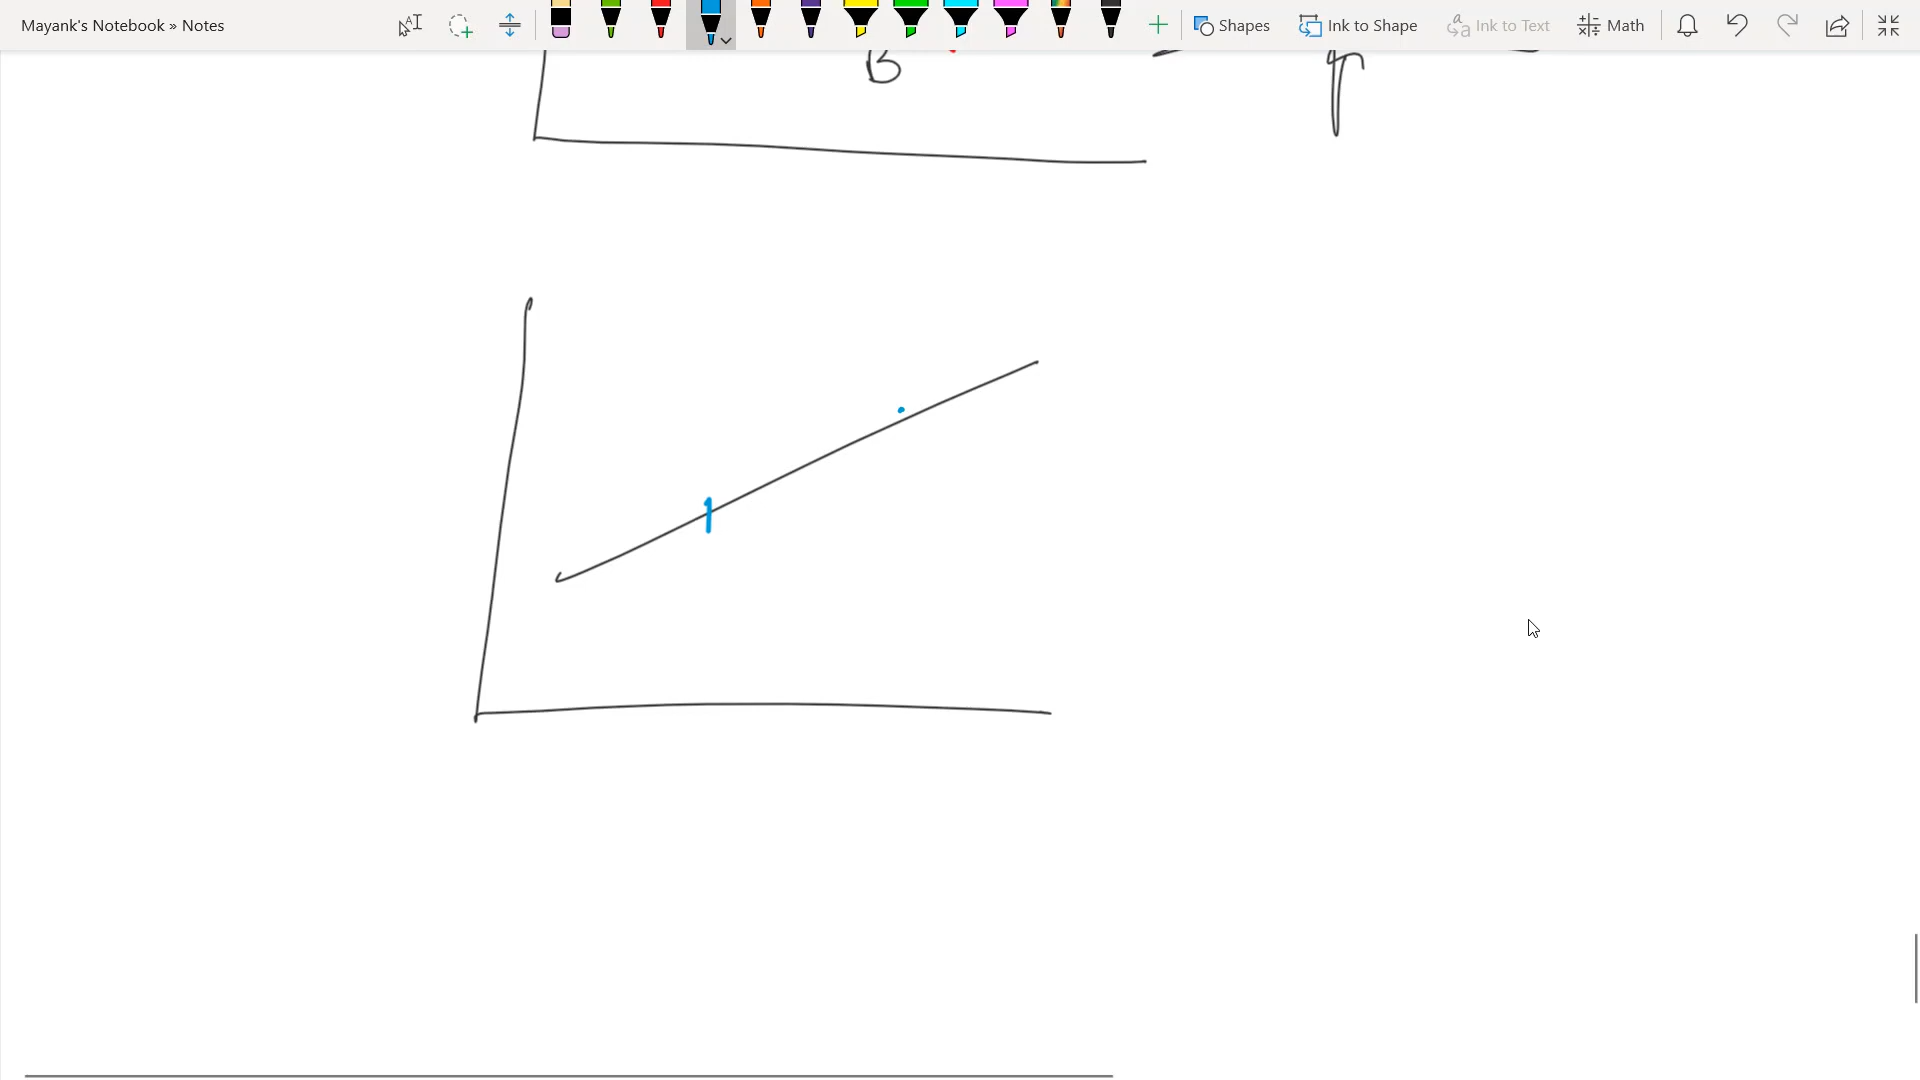 Mayank's Notebook » Notes
Shapes
Ink to Shape
Ink to Text
Math
B